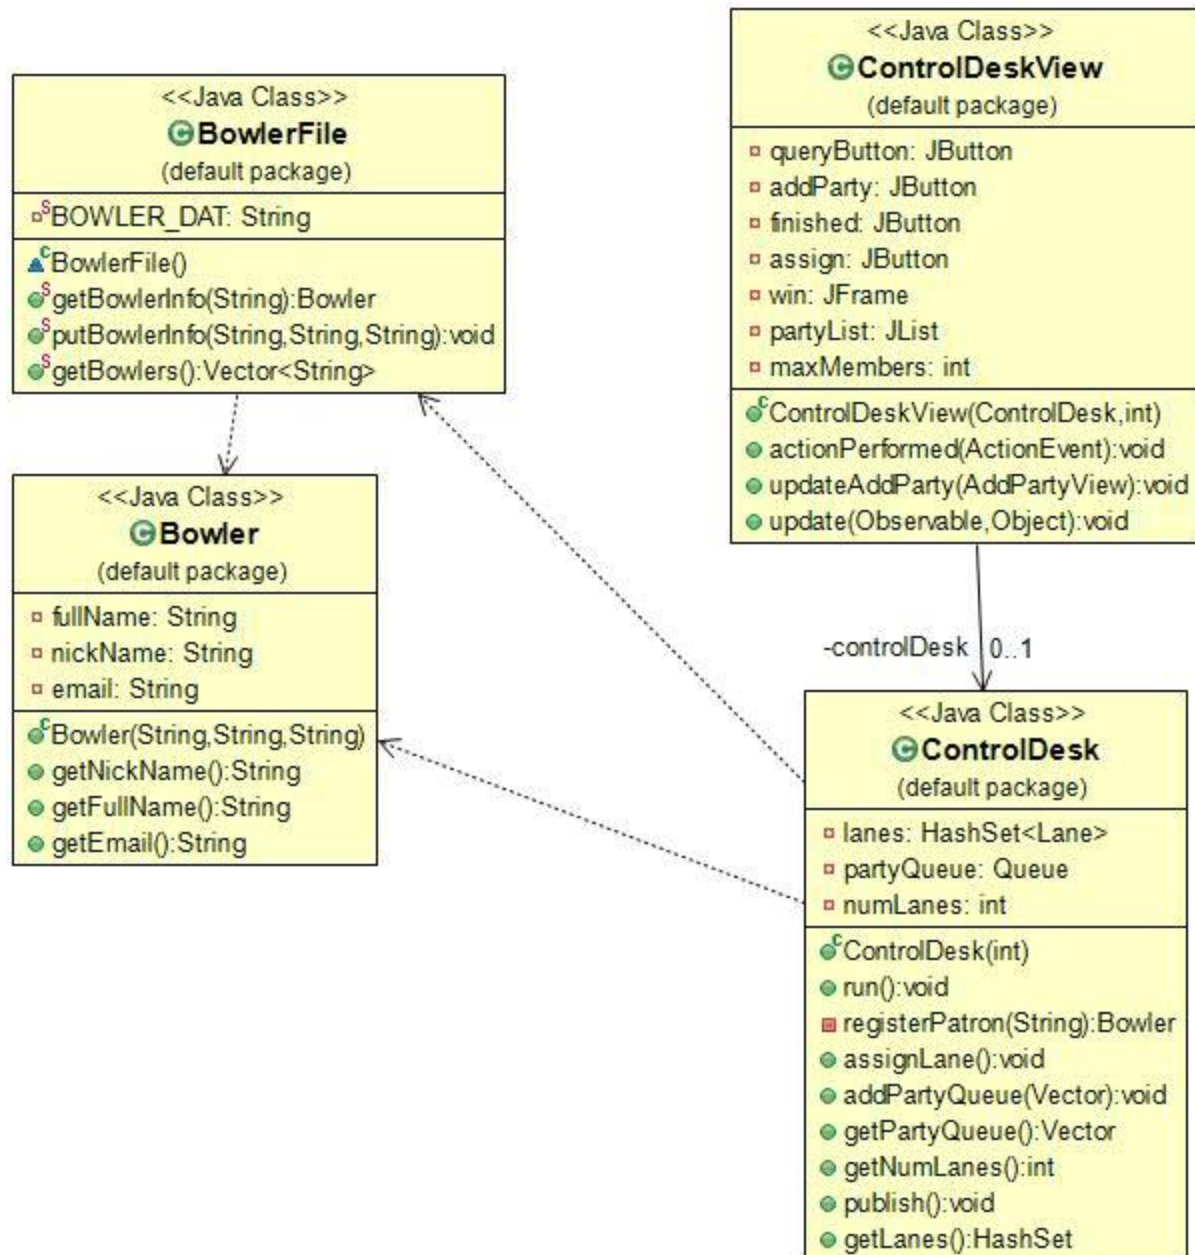 <<Java Class>>
BowlerFile
(default package)
BOWLER_DAT: String
BowlerFile()
getBowlerInfo(String):Bowler
putBowlerInfo(String,String,String):void
getBowlers():Vector<String>
<<Java Class>>
Bowler
(default package)
fullName: String
nickName: String
email: String
Bowler(String,String,String)
getNickName():String
getFullName():String
getEmail():String
<<Java Class>>
ControlDeskView
(default package)
queryButton: JButton
addParty: JButton
finished: JButton
assign: JButton
win: JFrame
partyList: JList
maxMembers: int
ControlDeskView(ControlDesk,int)
actionPerformed(ActionEvent):void
updateAddParty(AddPartyView):void
update(Observable,Object):void
-controlDesk 0..1
<<Java Class>>
ControlDesk
(default package)
lanes: HashSet<Lane>
partyQueue: Queue
numLanes: int
ControlDesk(int)
run():void
registerPatron(String):Bowler
assignLane():void
addPartyQueue(Vector):void
getPartyQueue():Vector
getNumLanes():int
publish():void
getLanes():HashSet